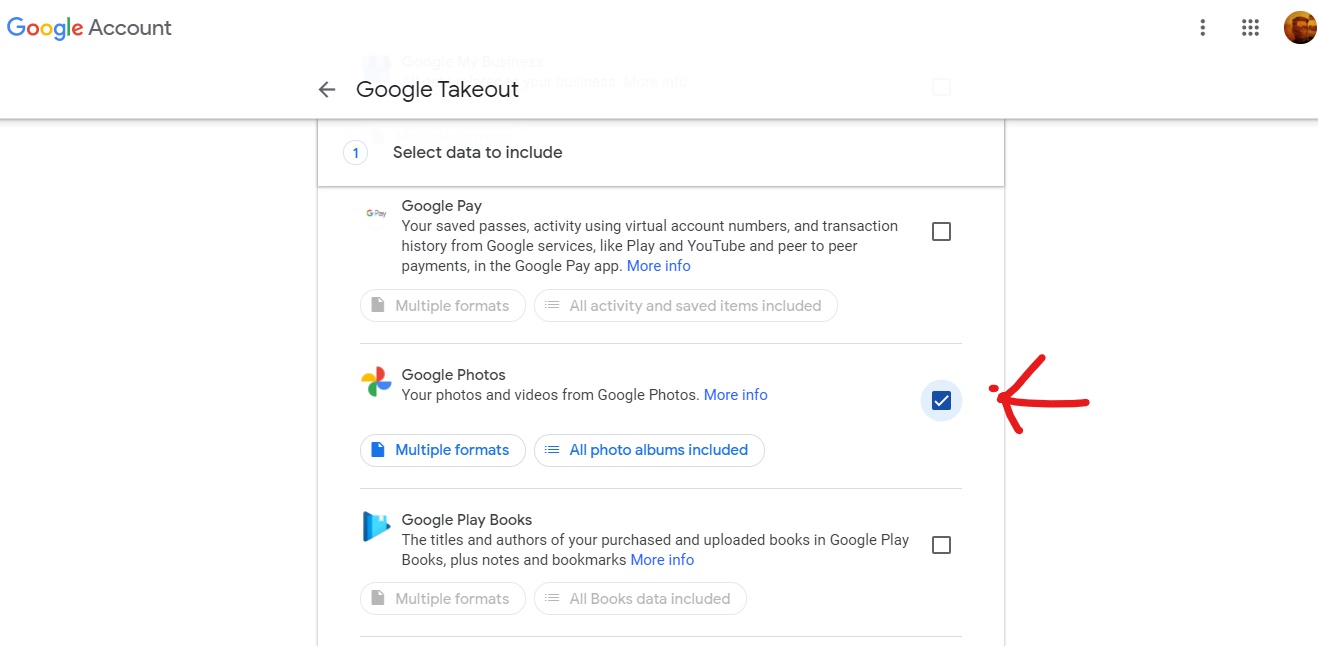 Google Account
Google My Business
your business. More info
Google Takeout
1 Select data to include
G Pay
Google Pay
Your saved passes, activity using virtual account numbers, and transaction
history from Google services, like Play and YouTube and peer to peer
payments, in the Google Pay app. More info
Multiple formats All activity and saved items included
Google Photos
Your photos and videos from Google Photos. More info
Multiple formats All photo albums included
Google Play Books
The titles and authors of your purchased and uploaded books in Google Play
Books, plus notes and bookmarks More info
Multiple formats All Books data included